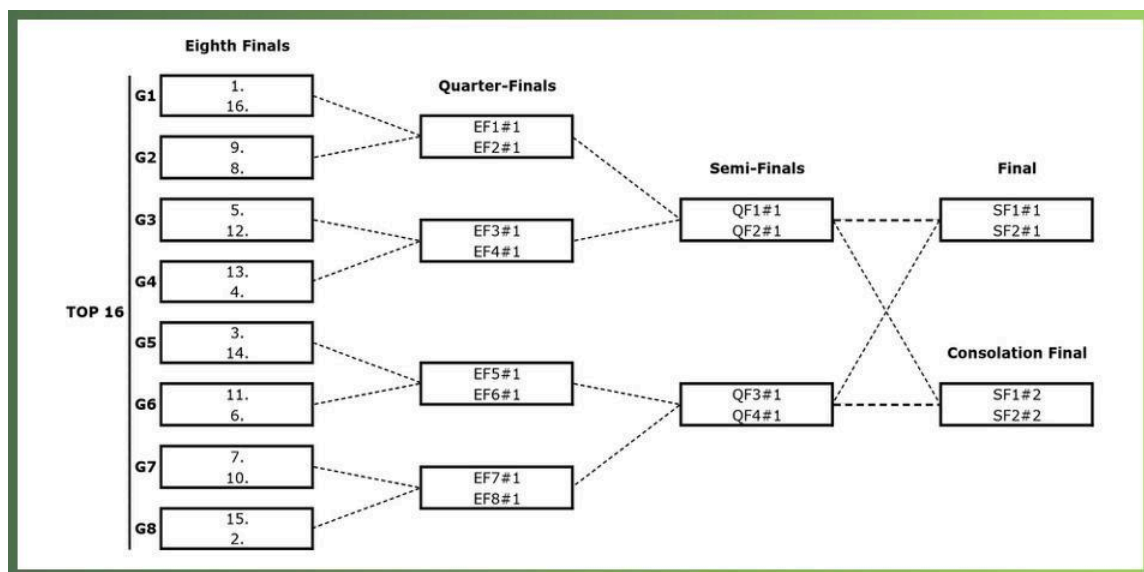 Eighth Finals
TOP 16
G1
1.
16.
G2
9.
8.
G3
5.
12.
G4
13.
4.
G5
3.
14.
G6
11.
6.
G7
7.
10.
G8
15.
2.
Quarter-Finals
EF1#1
EF2#1
EF3#1
EF4#1
EF5#1
EF6#1
EF7#1
EF8#1
Semi-Finals
QF1#1
QF2#1
QF3#1
QF4#1
Final
SF1#1
SF2#1
Consolation Final
SF1#2
SF2#2